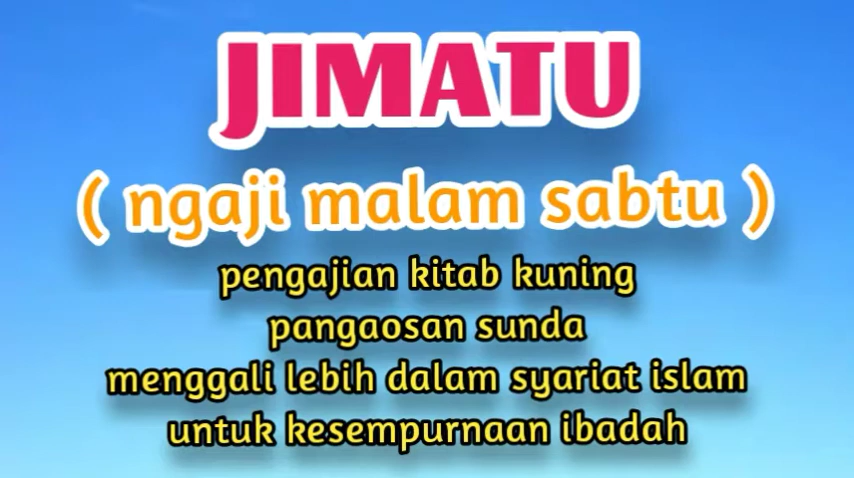 JIMATU
( ngaji malam sabtu )
pengajian kitab kuning
pangaosan sunda
menggali lebih dalam syariat islam
untuk kesempurnaan ibadah